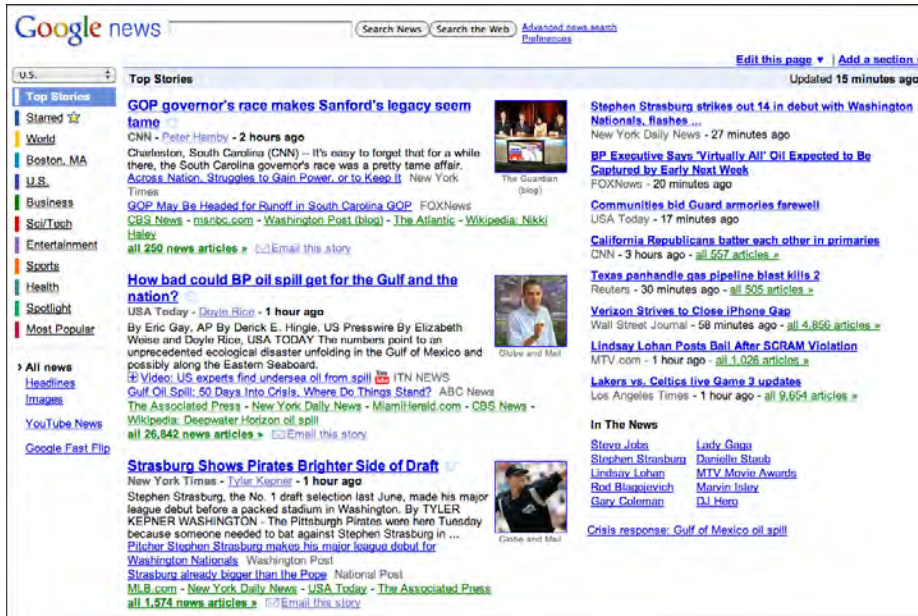 Google news
Search News
Search the Web
Advanced news search
Preferences
Edit this page ▼ | Add a section
U.S.
Top Stories
Updated 15 minutes ago
Top Stories
Starred
World
Boston, MA
U.S.
Business
Sci/Tech
Entertainment
Sports
Health
Spotlight
Most Popular
› All news
Headlines
Images
YouTube News
Google Fast Flip
GOP governor's race makes Sanford's legacy seem
tame
CNN - Peter Hamby - 2 hours ago
Charleston, South Carolina (CNN) -- It's easy to forget that for a while
there, the South Carolina governor's race was a pretty tame affair.
Across Nation, Struggles to Gain Power, or to Keep It New York
Times
GOP May Be Headed for Runoff in South Carolina GOP FOXNews
CBS News - msnbc.com - Washington Post (blog) - The Atlantic - Wikipedia: Nikki
Haley
all 250 news articles » Email this story
The Guardian
(blog)
How bad could BP oil spill get for the Gulf and the
nation?
USA Today - Doyle Rice - 1 hour ago
By Eric Gay, AP By Derick E. Hingle, US Presswire By Elizabeth
Weise and Doyle Rice, USA TODAY The numbers point to an
unprecedented ecological disaster unfolding in the Gulf of Mexico and
possibly along the Eastern Seaboard.
Video: US experts find undersea oil from spill You Tube ITN NEWS
Gulf Oil Spill: 50 Days Into Crisis, Where Do Things Stand? ABC News
The Associated Press - New York Daily News - MiamiHerald.com - CBS News -
Wikipedia: Deepwater Horizon oil spill
all 26,842 news articles » Email this story
Globe and Mail
Strasburg Shows Pirates Brighter Side of Draft
New York Times - Tyler Kepner - 1 hour ago
Stephen Strasburg, the No. 1 draft selection last June, made his major
league debut before a packed stadium in Washington. By TYLER
KEPNER WASHINGTON - The Pittsburgh Pirates were here Tuesday
because someone needed to bat against Stephen Strasburg in ...
Pitcher Stephen Strasburg makes his major league debut for
Washington Nationals Washington Post
Strasburg already bigger than the Pope National Post
MLB.com - New York Daily News - USA Today - The Associated Press
all 1,574 news articles » Email this story
Globe and Mail
Stephen Strasburg strikes out 14 in debut with Washington
Nationals, flashes ...
New York Daily News - 27 minutes ago
BP Executive Says 'Virtually All' Oil Expected to Be
Captured by Early Next Week
FOXNews - 20 minutes ago
Communities bid Guard armories farewell
USA Today - 17 minutes ago
California Republicans batter each other in primaries
CNN - 3 hours ago - all 557 articles »
Texas panhandle gas pipeline blast kills 2
Reuters - 30 minutes ago - all 505 articles »
Verizon Strives to Close iPhone Gap
Wall Street Journal - 58 minutes ago - all 4,856 articles »
Lindsay Lohan Posts Bail After SCRAM Violation
MTV.com - 1 hour ago - all 1,026 articles »
Lakers vs. Celtics live Game 3 updates
Los Angeles Times - 1 hour ago - all 9,654 articles »
In The News
Steve Jobs
Stephen Strasburg
Lindsay Lohan
Rod Blagojevich
Gary Coleman
Lady Gaga
Danielle Staub
MTV Movie Awards
Marvin Isley
DJ Hero
Crisis response: Gulf of Mexico oil spill